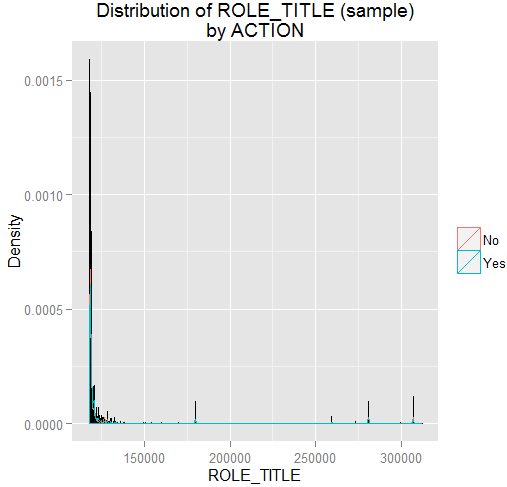 Distribution of ROLE_TITLE (sample)
by ACTION
0.0015
0.0010
0.0005
0.0000
Density
150000 200000 250000 300000
ROLE_TITLE
No
Yes